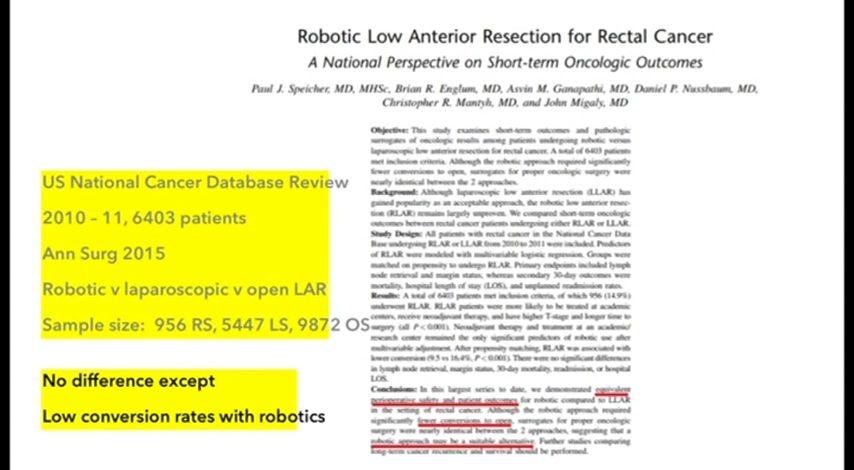 Robotic Low Anterior Resection for Rectal Cancer
A National Perspective on Short-term Oncologic Outcomes
Paul J. Speicher, MD, MHSc, Brian R. Englum, MD, Asvin M. Ganapathi, MD, Daniel P. Nussbaum, MD,
Christopher R. Mantyh, MD, and John Migaly, MD
US National Cancer Database Review
2010 – 11, 6403 patients
Ann Surg 2015
Robotic v laparoscopic v open LAR
Sample size: 956 RS, 5447 LS, 9872 OS
No difference except
Low conversion rates with robotics
Objective: This study examines short-term outcomes and pathologic
surrogates of oncologic results among patients undergoing robotic versus
laparoscopic low anterior resection for rectal cancer. A total of 6403 patients
met inclusion criteria. Although the robotic approach required significantly
fewer conversions to open, surrogates for proper oncologic surgery were
nearly identical between the 2 approaches.
Background: Although laparoscopic low anterior resection (LLAR) has
gained popularity as an acceptable approach, the robotic low anterior resec-
tion (RLAR) remains largely unproven. We compared short-term oncologic
outcomes between rectal cancer patients undergoing either RLAR or LLAR.
Study Design: All patients with rectal cancer in the National Cancer Data
Base undergoing RLAR or LLAR from 2010 to 2011 were included. Predictors
of RLAR were modeled with multivariable logistic regression. Groups were
matched on propensity to undergo RLAR. Primary endpoints included lymph
node retrieval and margin status, whereas secondary 30-day outcomes were
mortality, hospital length of stay (LOS), and unplanned readmission rates.
Results: A total of 6403 patients met inclusion criteria, of which 956 (14.9%)
underwent RLAR. RLAR patients were more likely to be treated at academic
centers, receive neoadjuvant therapy, and have higher T-stage and longer time to
surgery (all P < 0.001). Neoadjuvant therapy and treatment at an academic/
research center remained the only significant predictors of robotic use after
multivariable adjustment. After propensity matching, RLAR was associated with
lower conversion (9.5 vs 16.4%, P < 0.001). There were no significant differences
in lymph node retrieval, margin status, 30-day mortality, readmission, or hospital
LOS.
Conclusions: In this largest series to date, we demonstrated equivalent
perioperative safety and patient outcomes for robotic compared to LLAR
in the setting of rectal cancer. Although the robotic approach required
significantly fewer conversions to open, surrogates for proper oncologic
surgery were nearly identical between the 2 approaches, suggesting that a
robotic approach may be a suitable alternative. Further studies comparing
long-term cancer recurrence and survival should be performed.